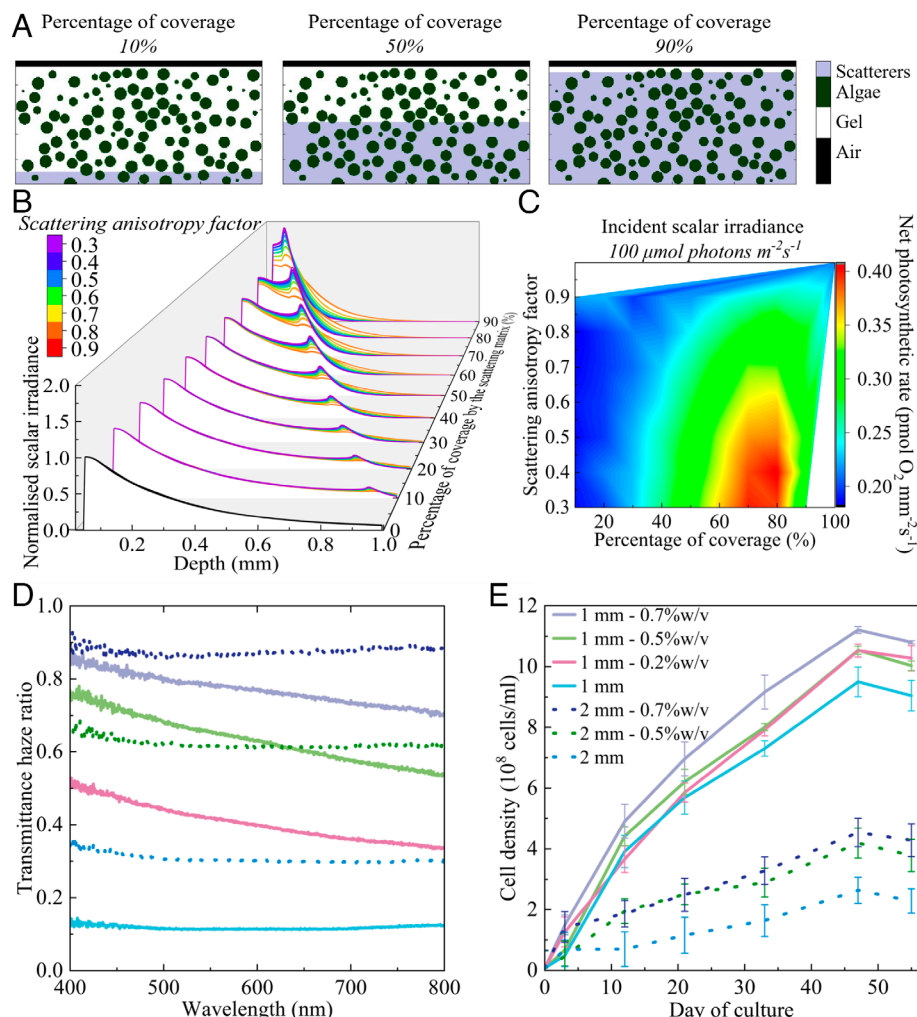 A
Percentage of coverage
10%
Percentage of coverage
50%
Percentage of coverage
90%
Scatterers
Algae
Gel
Air
B
Scattering anisotropy factor
0.3
0.4
0.5
0.6
0.7
0.8
0.9
Normalised scalar irradiance
2.0
1.5
1.0
0.5
0.0
0.2
0.4
0.6
0.8
1.0
Depth (mm)
90
80
70
60
50
40
30
20
10
0
Percentage of coverage by the scattering matrix (%)
C
Incident scalar irradiance
100 μmol photons m-2s-1
Scattering anisotropy factor
0.9
0.8
0.7
0.6
0.5
0.4
0.3
20
40
60
80
100
Percentage of coverage (%)
0.40
0.35
0.30
0.25
0.20
Net photosynthetic rate (pmol O2 mm-2s-1)
D
Transmittance haze ratio
1.0
0.8
0.6
0.4
0.2
0.0
400
500
600
700
800
Wavelength (nm)
E
Cell density (10^8 cells/ml)
12
10
8
6
4
2
0
1 mm - 0.7%w/v
1 mm - 0.5%w/v
1 mm - 0.2%w/v
1 mm
2 mm - 0.7%w/v
2 mm - 0.5%w/v
2 mm
0
10
20
30
40
50
Day of culture